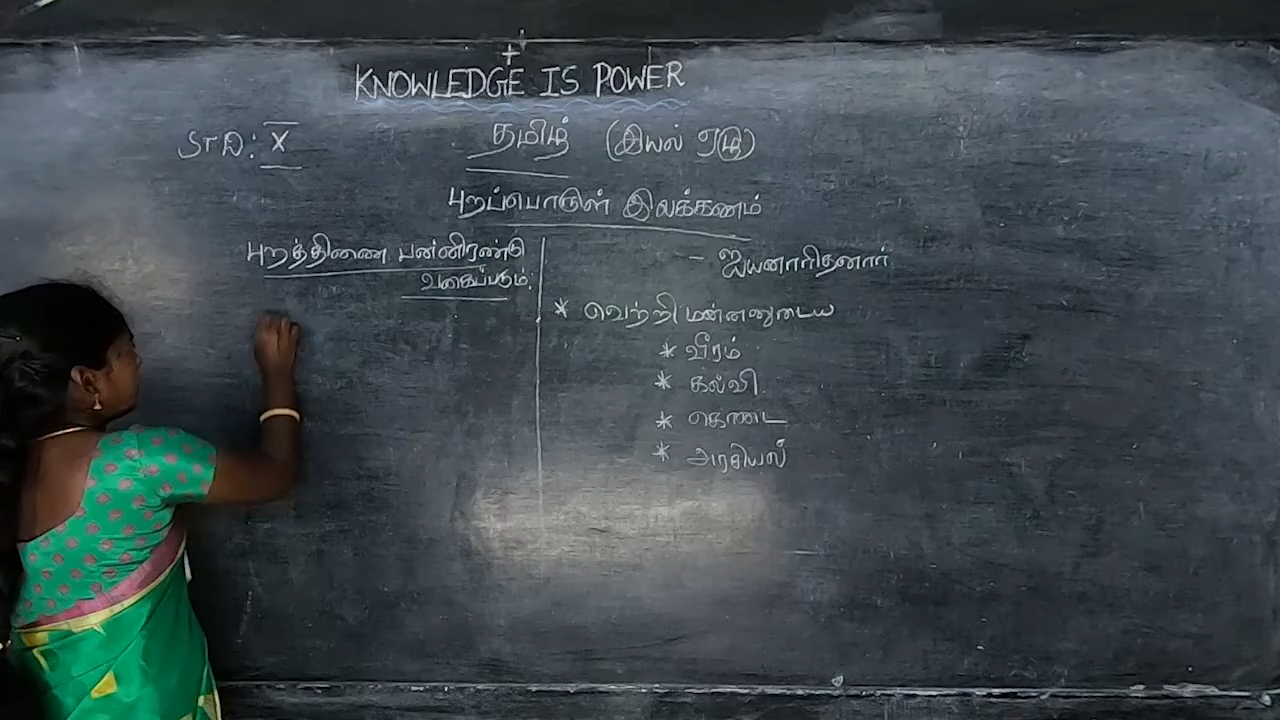 KNOWLEDGE IS POWER
STD: X
தமிழ் (இயல் ஏழு)
புறப்பொருள் இலக்கணம்
புறத்திணை பன்னிரண்டு
வகைப்படும்.
- ஐயனாரிதனார்
* வெற்றி மன்னனுடைய
* வீரம்
* கல்வி
* கொடை
* அரசியல்